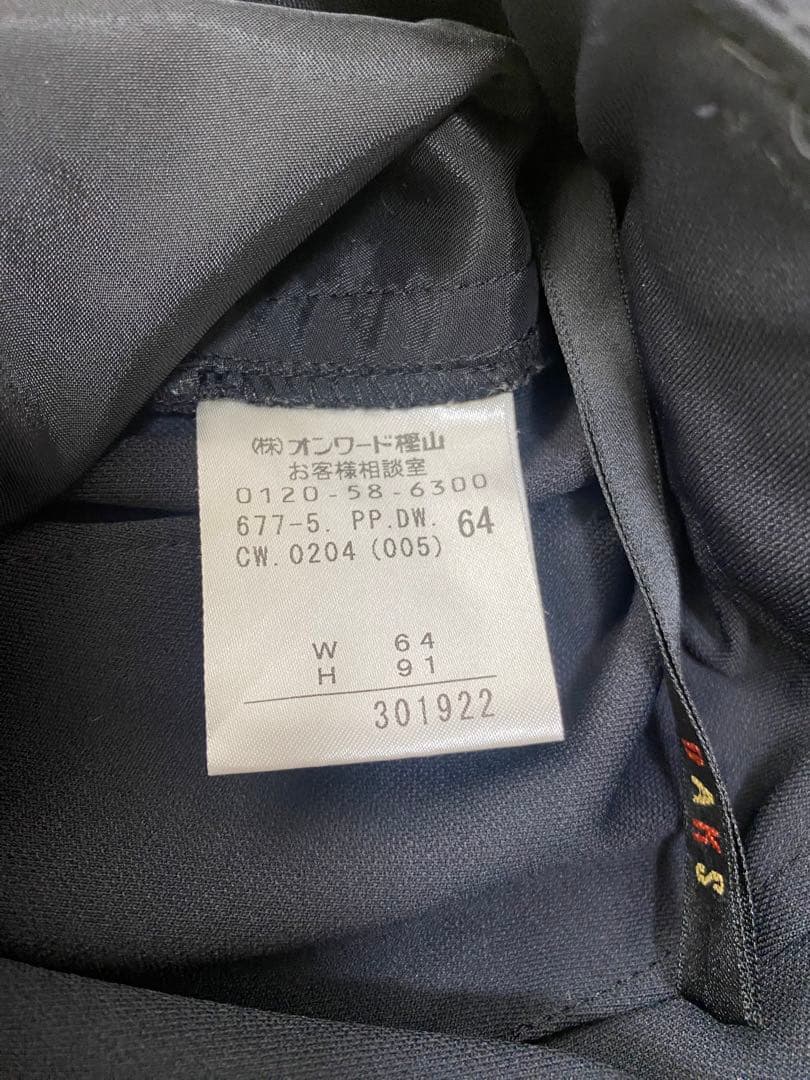 (株)オンワード樫山
お客様相談室
0120-58-6300
677-5. PP.DW. 64
CW.0204 (005)
W 64
H 91
301922
DAKS